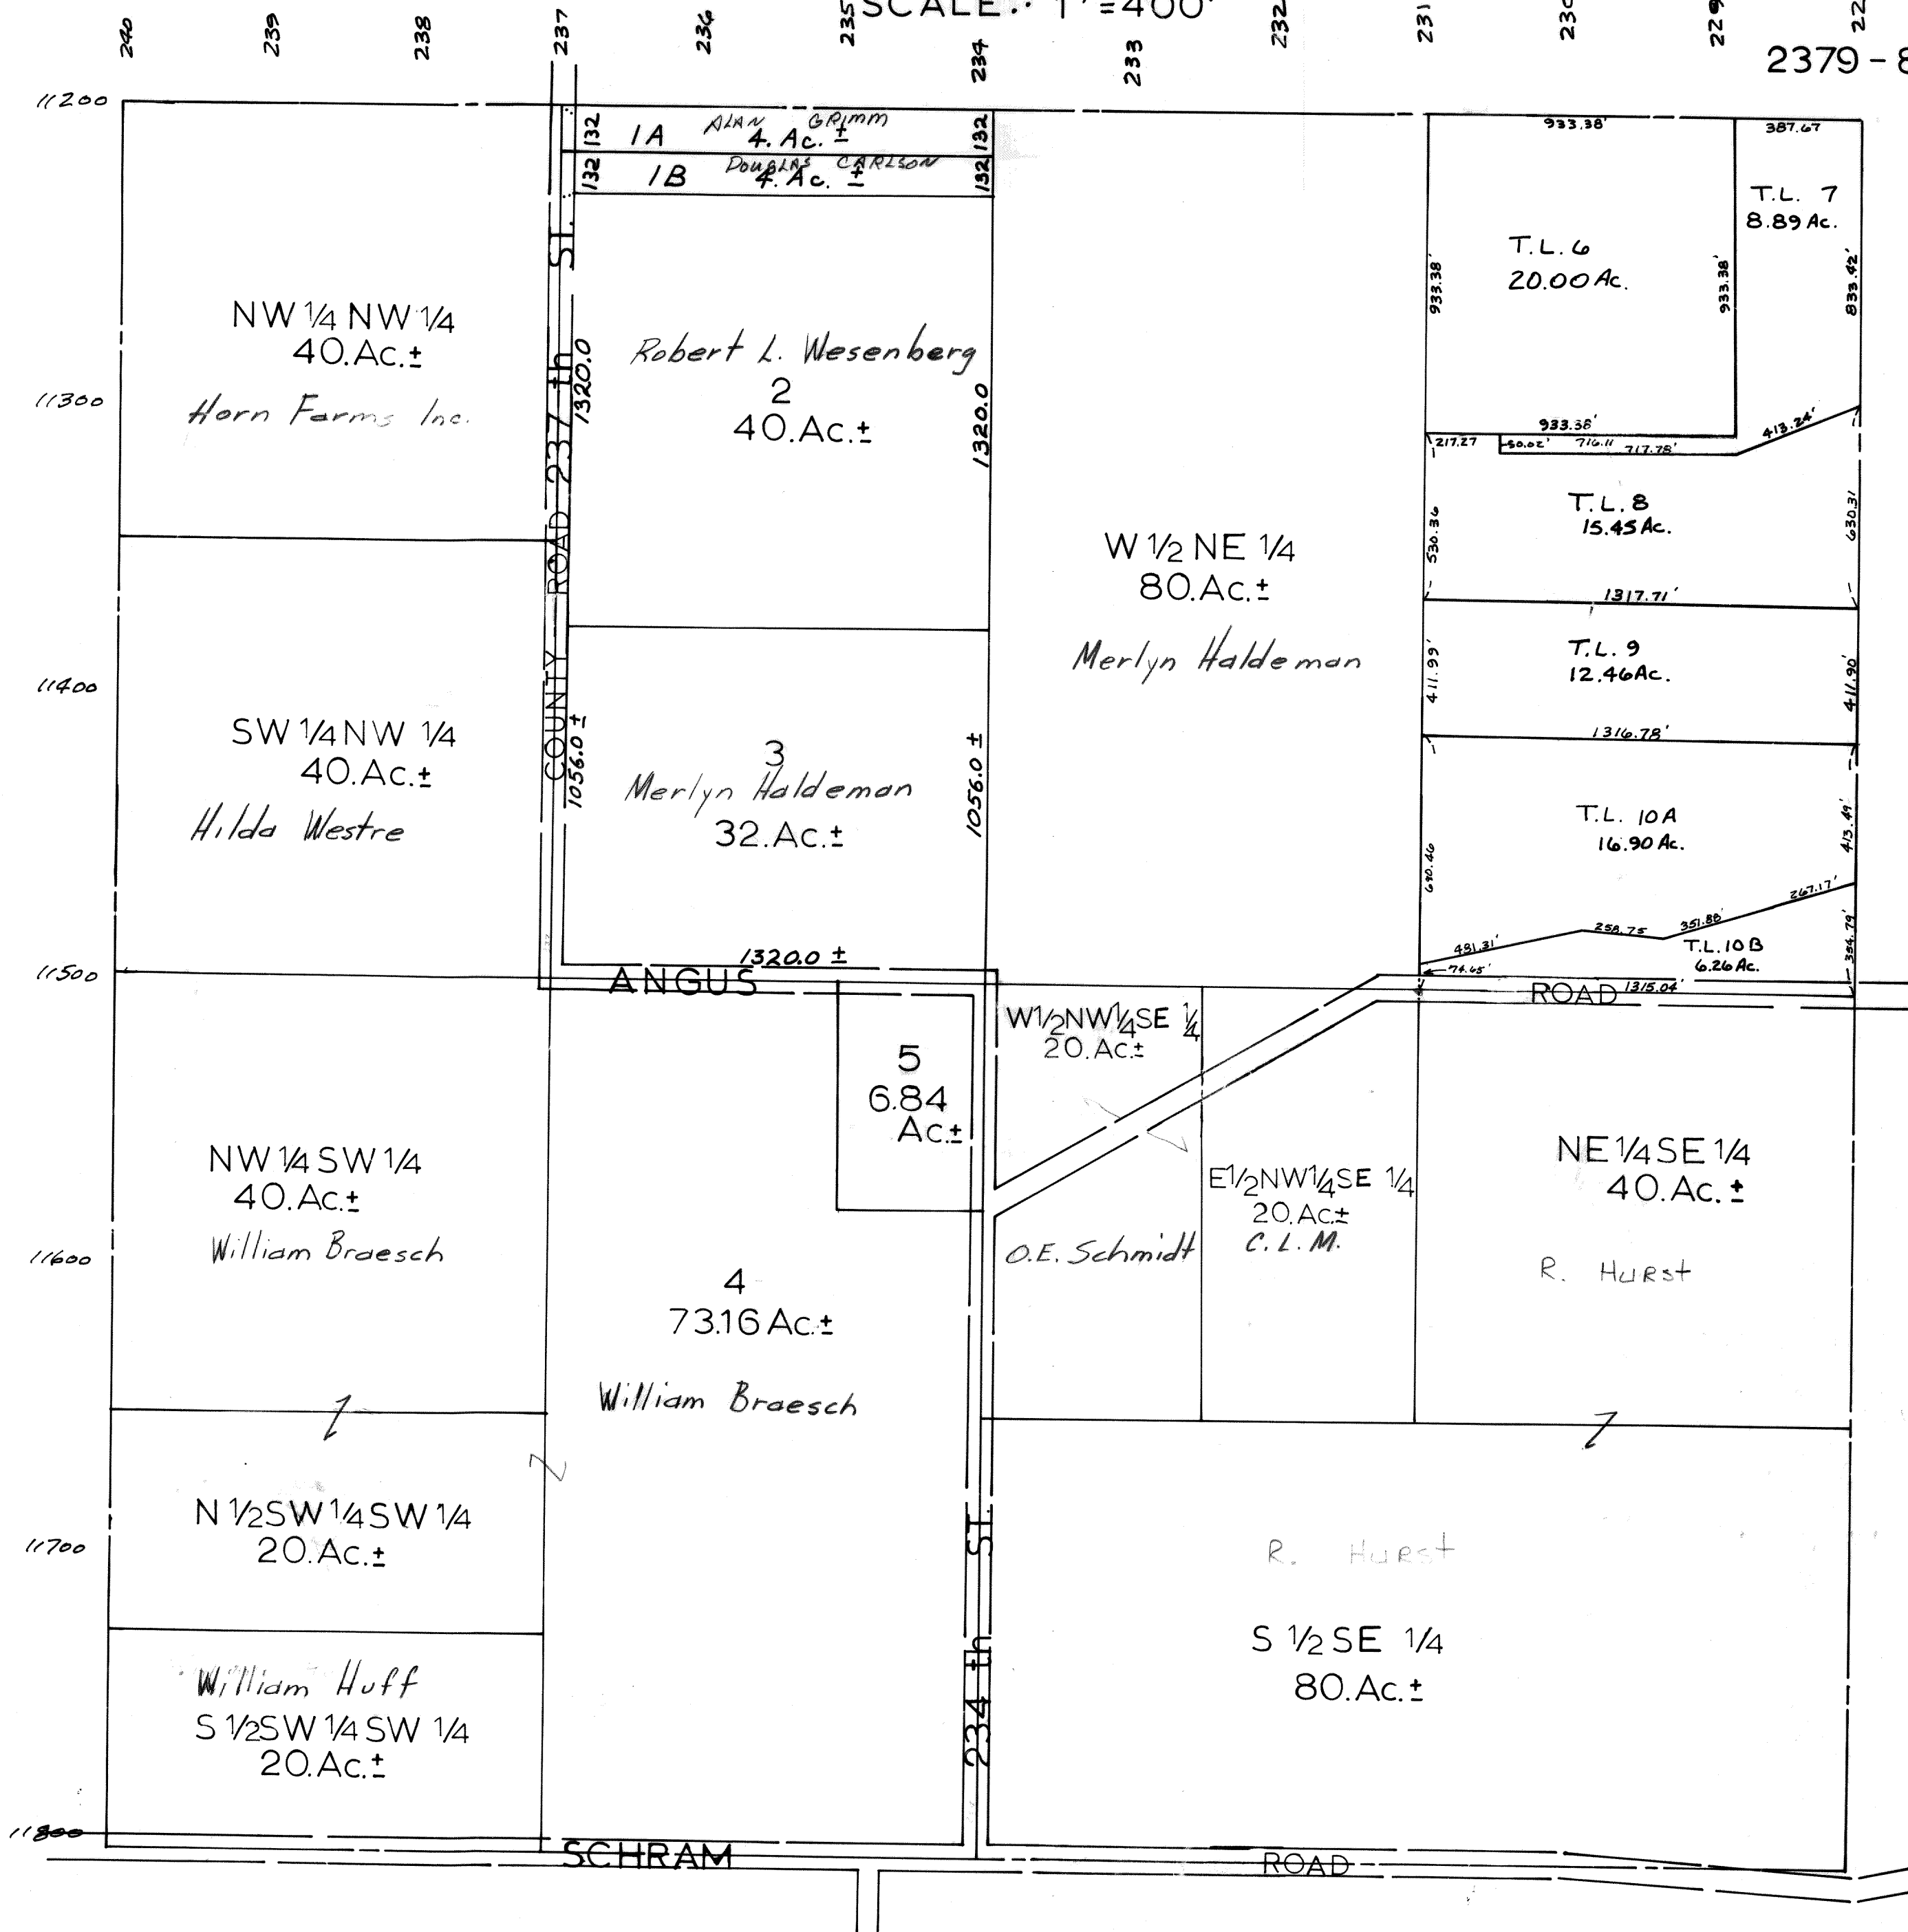 SCALE: 1"=400'
240 239 238 237 236 235 234 233 232 231 230 229
2379-8
11200
11300
11400
11500
11600
11700
11800
NW 1/4 NW 1/4
40.Ac.±
Horn Farms Inc.
SW 1/4 NW 1/4
40.Ac.±
Hilda Westre
NW 1/4 SW 1/4
40.Ac.±
William Braesch
N 1/2 SW 1/4 SW 1/4
20.Ac.±
William Huff
S 1/2 SW 1/4 SW 1/4
20.Ac.±
COUNTY ROAD 237 th ST.
132
1A
ALAN GRIMM
4. Ac. ±
132
132
1B
DOUGLAS CARLSON
4. Ac. ±
132
Robert L. Wesenberg
2
40.Ac.±
1320.0
1320.0
3
Merlyn Haldeman
32.Ac.±
1056.0 ±
1056.0 ±
1320.0 ±
ANGUS
ROAD
5
6.84
Ac.±
4
73.16 Ac.±
William Braesch
234 th ST.
W 1/2 NE 1/4
80.Ac.±
Merlyn Haldeman
933.38'
387.67
T.L. 6
20.00 Ac.
933.38'
933.38'
T.L. 7
8.89 Ac.
833.42'
933.38'
217.27
50.02'
716.11
717.78'
413.24'
T.L. 8
15.45 Ac.
530.36
630.31
1317.71'
T.L. 9
12.46 Ac.
411.99'
411.90'
1316.78'
T.L. 10A
16.90 Ac.
690.46
413.49'
481.31'
258.75
351.88'
267.17'
T.L. 10B
6.26 Ac.
74.65'
354.79'
1315.04'
W1/2NW1/4SE 1/4
20.Ac.±
O.E. Schmidt
E1/2NW1/4SE 1/4
20.Ac.±
C.L.M.
NE 1/4 SE 1/4
40.Ac.±
R. Hurst
R. Hurst
S 1/2 SE 1/4
80.Ac.±
SCHRAM
ROAD